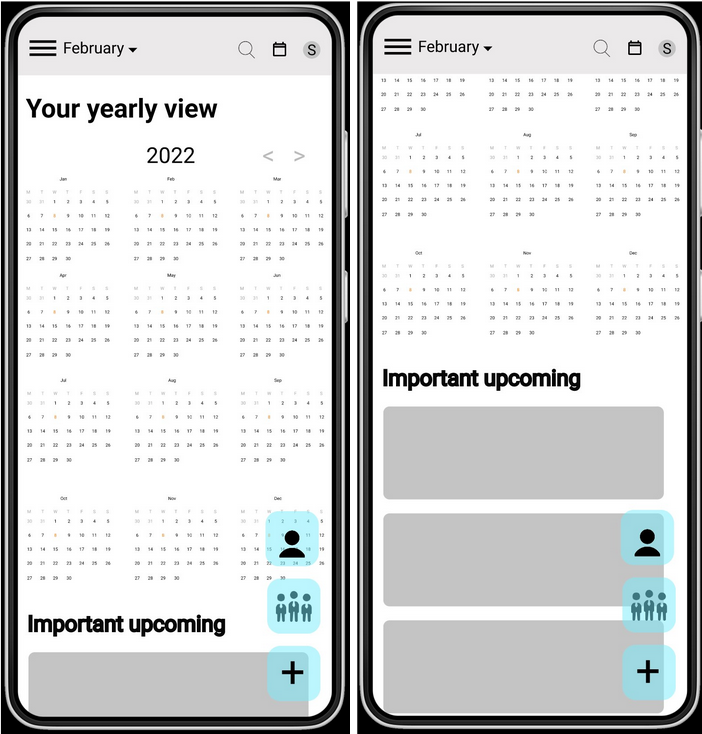 February S
Your yearly view
2022 < >
Jan Feb Mar
M T W T F S S M T W T F S S M T W T F S S
30 31 1 2 3 4 5 30 31 1 2 3 4 5 30 31 1 2 3 4 5
6 7 8 9 10 11 12 6 7 8 9 10 11 12 6 7 8 9 10 11 12
13 14 15 16 17 18 19 13 14 15 16 17 18 19 13 14 15 16 17 18 19
20 21 22 23 24 25 26 20 21 22 23 24 25 26 20 21 22 23 24 25 26
27 28 29 30 27 28 29 30 27 28 29 30
Apr May Jun
M T W T F S S M T W T F S S M T W T F S S
30 31 1 2 3 4 5 30 31 1 2 3 4 5 30 31 1 2 3 4 5
6 7 8 9 10 11 12 6 7 8 9 10 11 12 6 7 8 9 10 11 12
13 14 15 16 17 18 19 13 14 15 16 17 18 19 13 14 15 16 17 18 19
20 21 22 23 24 25 26 20 21 22 23 24 25 26 20 21 22 23 24 25 26
27 28 29 30 27 28 29 30 27 28 29 30
Jul Aug Sep
M T W T F S S M T W T F S S M T W T F S S
30 31 1 2 3 4 5 30 31 1 2 3 4 5 30 31 1 2 3 4 5
6 7 8 9 10 11 12 6 7 8 9 10 11 12 6 7 8 9 10 11 12
13 14 15 16 17 18 19 13 14 15 16 17 18 19 13 14 15 16 17 18 19
20 21 22 23 24 25 26 20 21 22 23 24 25 26 20 21 22 23 24 25 26
27 28 29 30 27 28 29 30 27 28 29 30
Oct Nov Dec
M T W T F S S M T W T F S S M T W T F S S
30 31 1 2 3 4 5 30 31 1 2 3 4 5 30 31 1 2 3 4 5
6 7 8 9 10 11 12 6 7 8 9 10 11 12 6 7 8 12
13 14 15 16 17 18 19 13 14 15 16 17 18 19 13 14 19
20 21 22 23 24 25 26 20 21 22 23 24 25 26 20 21 22 23 24 25 26
27 28 29 30 27 28 29 30 27 28 29 30
Important upcoming
+
February S
13 14 15 16 17 18 19 13 14 15 16 17 18 19 13 14 15 16 17 18 19
20 21 22 23 24 25 26 20 21 22 23 24 25 26 20 21 22 23 24 25 26
27 28 29 30 27 28 29 30 27 28 29 30
Jul Aug Sep
M T W T F S S M T W T F S S M T W T F S S
30 31 1 2 3 4 5 30 31 1 2 3 4 5 30 31 1 2 3 4 5
6 7 8 9 10 11 12 6 7 8 9 10 11 12 6 7 8 9 10 11 12
13 14 15 16 17 18 19 13 14 15 16 17 18 19 13 14 15 16 17 18 19
20 21 22 23 24 25 26 20 21 22 23 24 25 26 20 21 22 23 24 25 26
27 28 29 30 27 28 29 30 27 28 29 30
Oct Nov Dec
M T W T F S S M T W T F S S M T W T F S S
30 31 1 2 3 4 5 30 31 1 2 3 4 5 30 31 1 2 3 4 5
6 7 8 9 10 11 12 6 7 8 9 10 11 12 6 7 8 9 10 11 12
13 14 15 16 17 18 19 13 14 15 16 17 18 19 13 14 15 16 17 18 19
20 21 22 23 24 25 26 20 21 22 23 24 25 26 20 21 22 23 24 25 26
27 28 29 30 27 28 29 30 27 28 29 30
Important upcoming
+